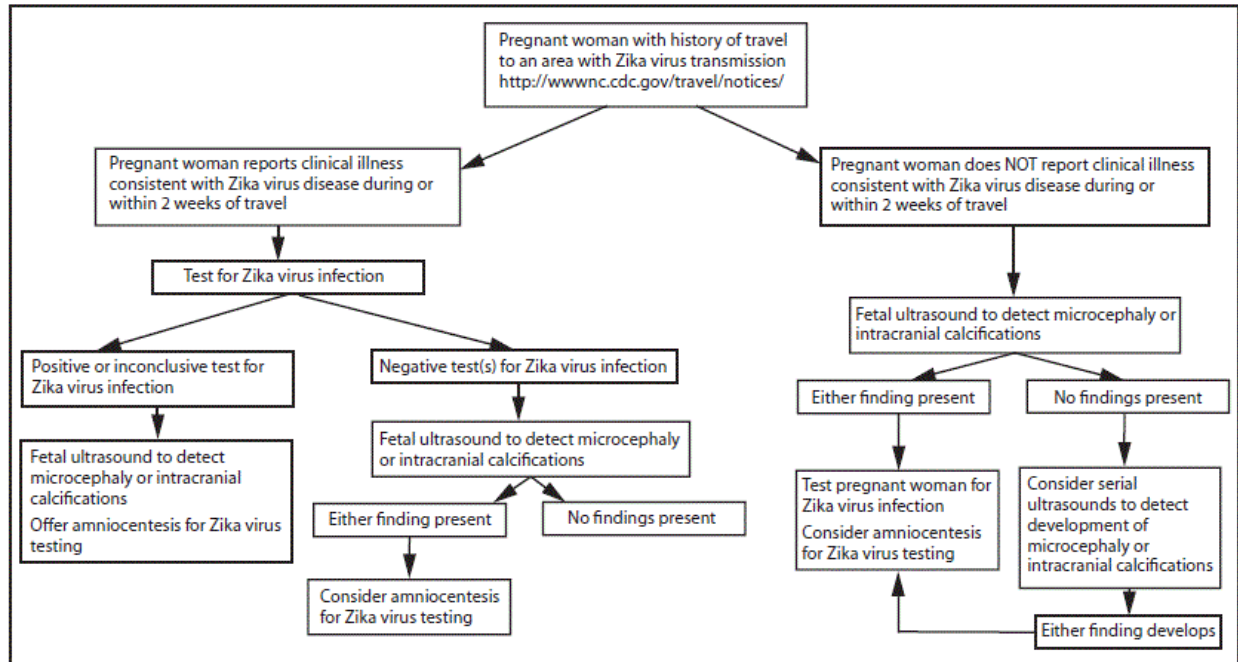 Pregnant woman with history of travel
to an area with Zika virus transmission
http://wwwnc.cdc.gov/travel/notices/
Pregnant woman reports clinical illness
consistent with Zika virus disease during or
within 2 weeks of travel
Pregnant woman does NOT report clinical illness
consistent with Zika virus disease during or
within 2 weeks of travel
Test for Zika virus infection
Fetal ultrasound to detect microcephaly or
intracranial calcifications
Positive or inconclusive test for
Zika virus infection
Negative test(s) for Zika virus infection
Either finding present
No findings present
Fetal ultrasound to detect
microcephaly or intracranial
calcifications
Offer amniocentesis for Zika virus
testing
Fetal ultrasound to detect microcephaly
or intracranial calcifications
Either finding present
No findings present
Consider amniocentesis
for Zika virus testing
Test pregnant woman for
Zika virus infection
Consider amniocentesis
for Zika virus testing
Consider serial
ultrasounds to detect
development of
microcephaly or
intracranial calcifications
Either finding develops